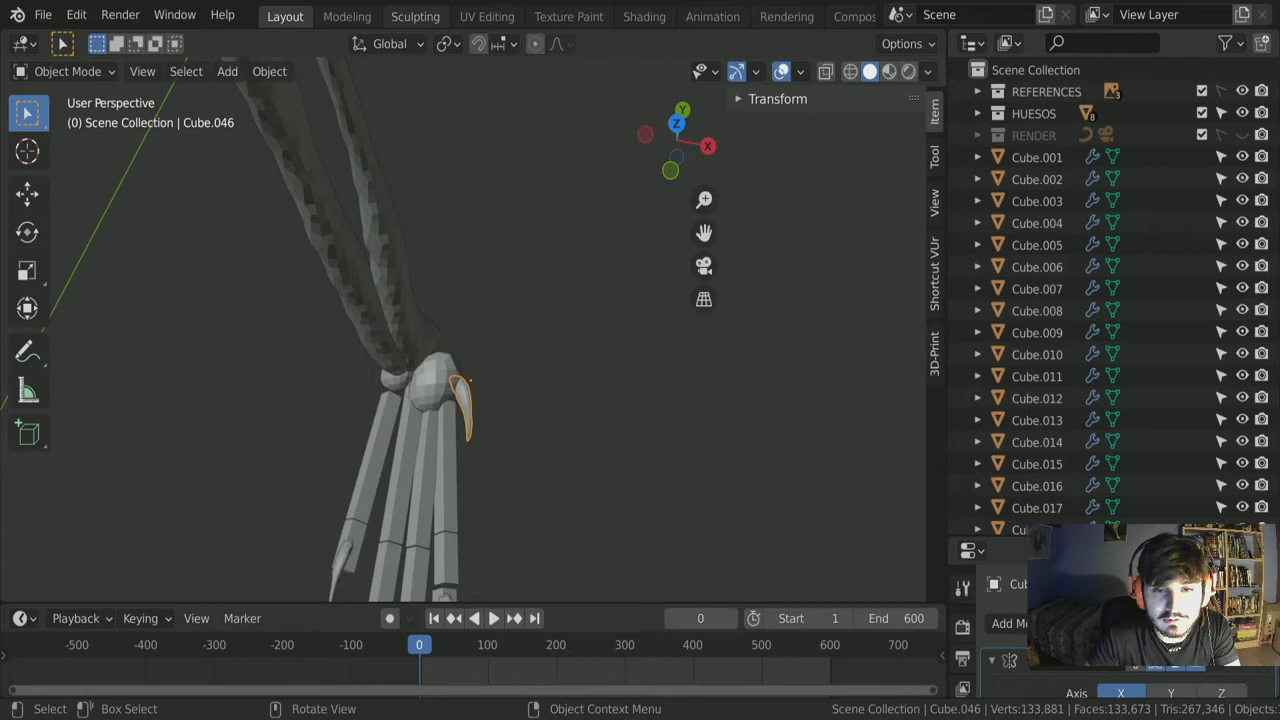 File Edit Render Window Help Layout Modeling Sculpting UV Editing Texture Paint Shading Animation Rendering Compos Scene View Layer
Global Options
Object Mode View Select Add Object
User Perspective
(0) Scene Collection | Cube.046
Transform
Item
Tool
View
Shortcut VUr
3D-Print
Y
Z
X
Scene Collection
REFERENCES 3
HUESOS 8
RENDER
Cube.001
Cube.002
Cube.003
Cube.004
Cube.005
Cube.006
Cube.007
Cube.008
Cube.009
Cube.010
Cube.011
Cube.012
Cube.013
Cube.014
Cube.015
Cube.016
Cube.017
Cu
Cub
Add Mo
Axis X Y Z
Playback Keying View Marker 0 Start 1 End 600
-500 -400 -300 -200 -100 0 100 200 300 400 500 600 700
Select Box Select Rotate View Object Context Menu Scene Collection | Cube.046 Verts:133,881 | Faces:133,673 | Tris:267,346 | Objects: